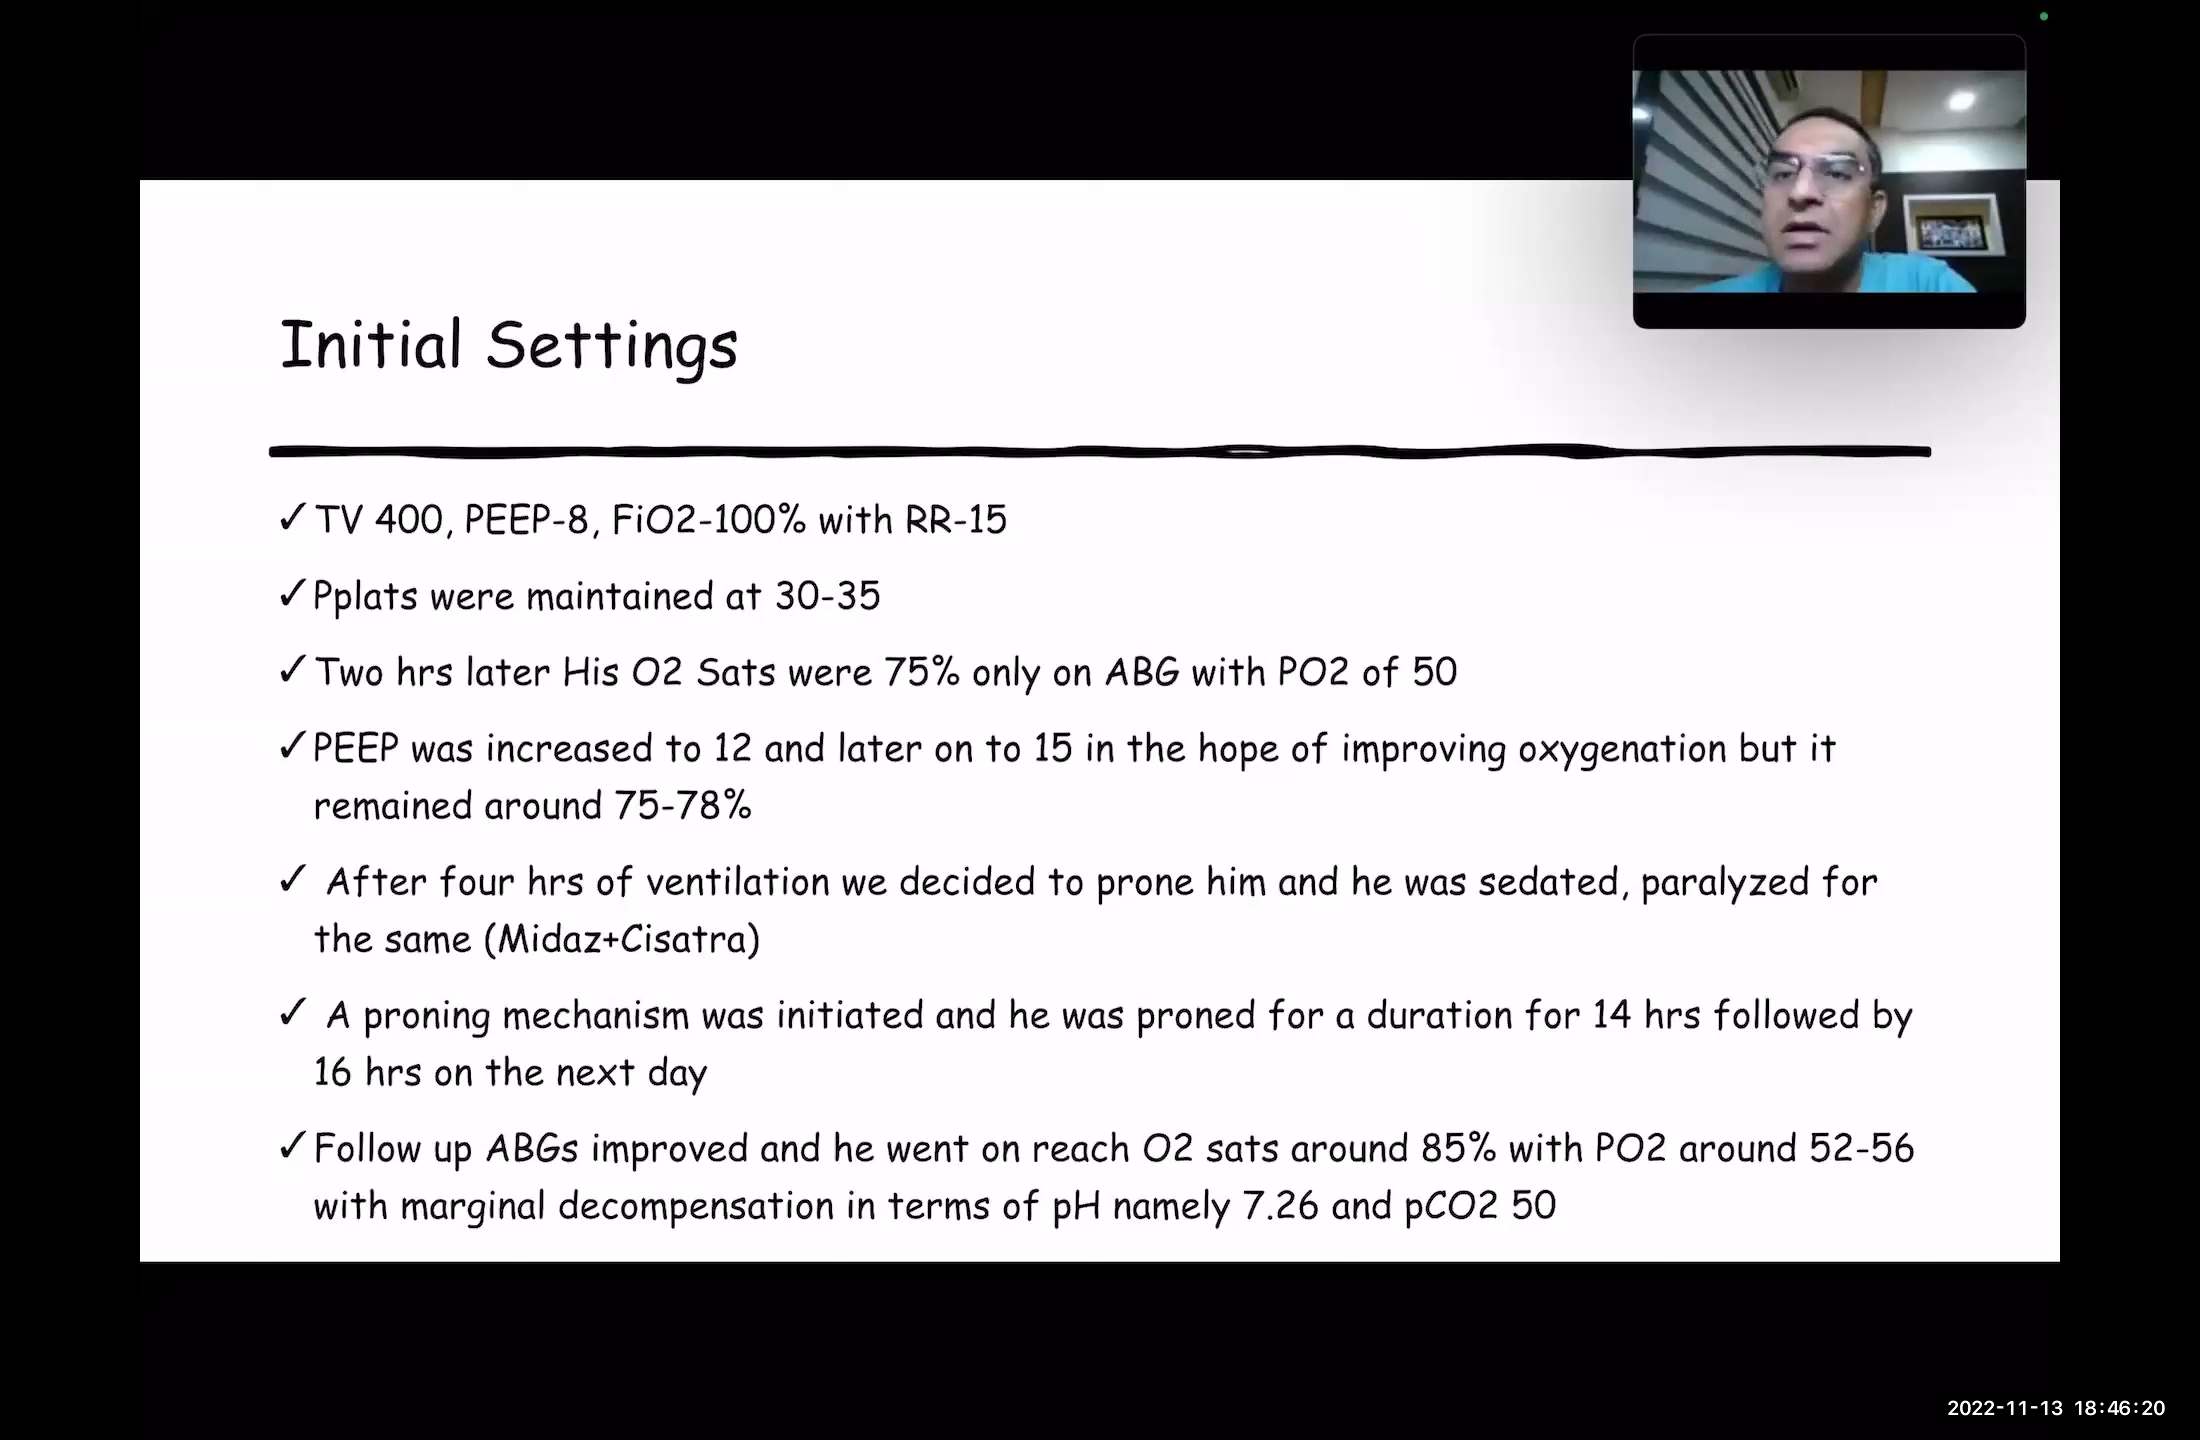 Initial Settings
✓TV 400, PEEP-8, FiO2-100% with RR-15
✓Pplats were maintained at 30-35
✓Two hrs later His O2 Sats were 75% only on ABG with PO2 of 50
✓PEEP was increased to 12 and later on to 15 in the hope of improving oxygenation but it
remained around 75-78%
✓ After four hrs of ventilation we decided to prone him and he was sedated, paralyzed for
the same (Midaz+Cisatra)
✓ A proning mechanism was initiated and he was proned for a duration for 14 hrs followed by
16 hrs on the next day
✓Follow up ABGs improved and he went on reach O2 sats around 85% with PO2 around 52-56
with marginal decompensation in terms of pH namely 7.26 and pCO2 50
2022-11-13 18:46:20